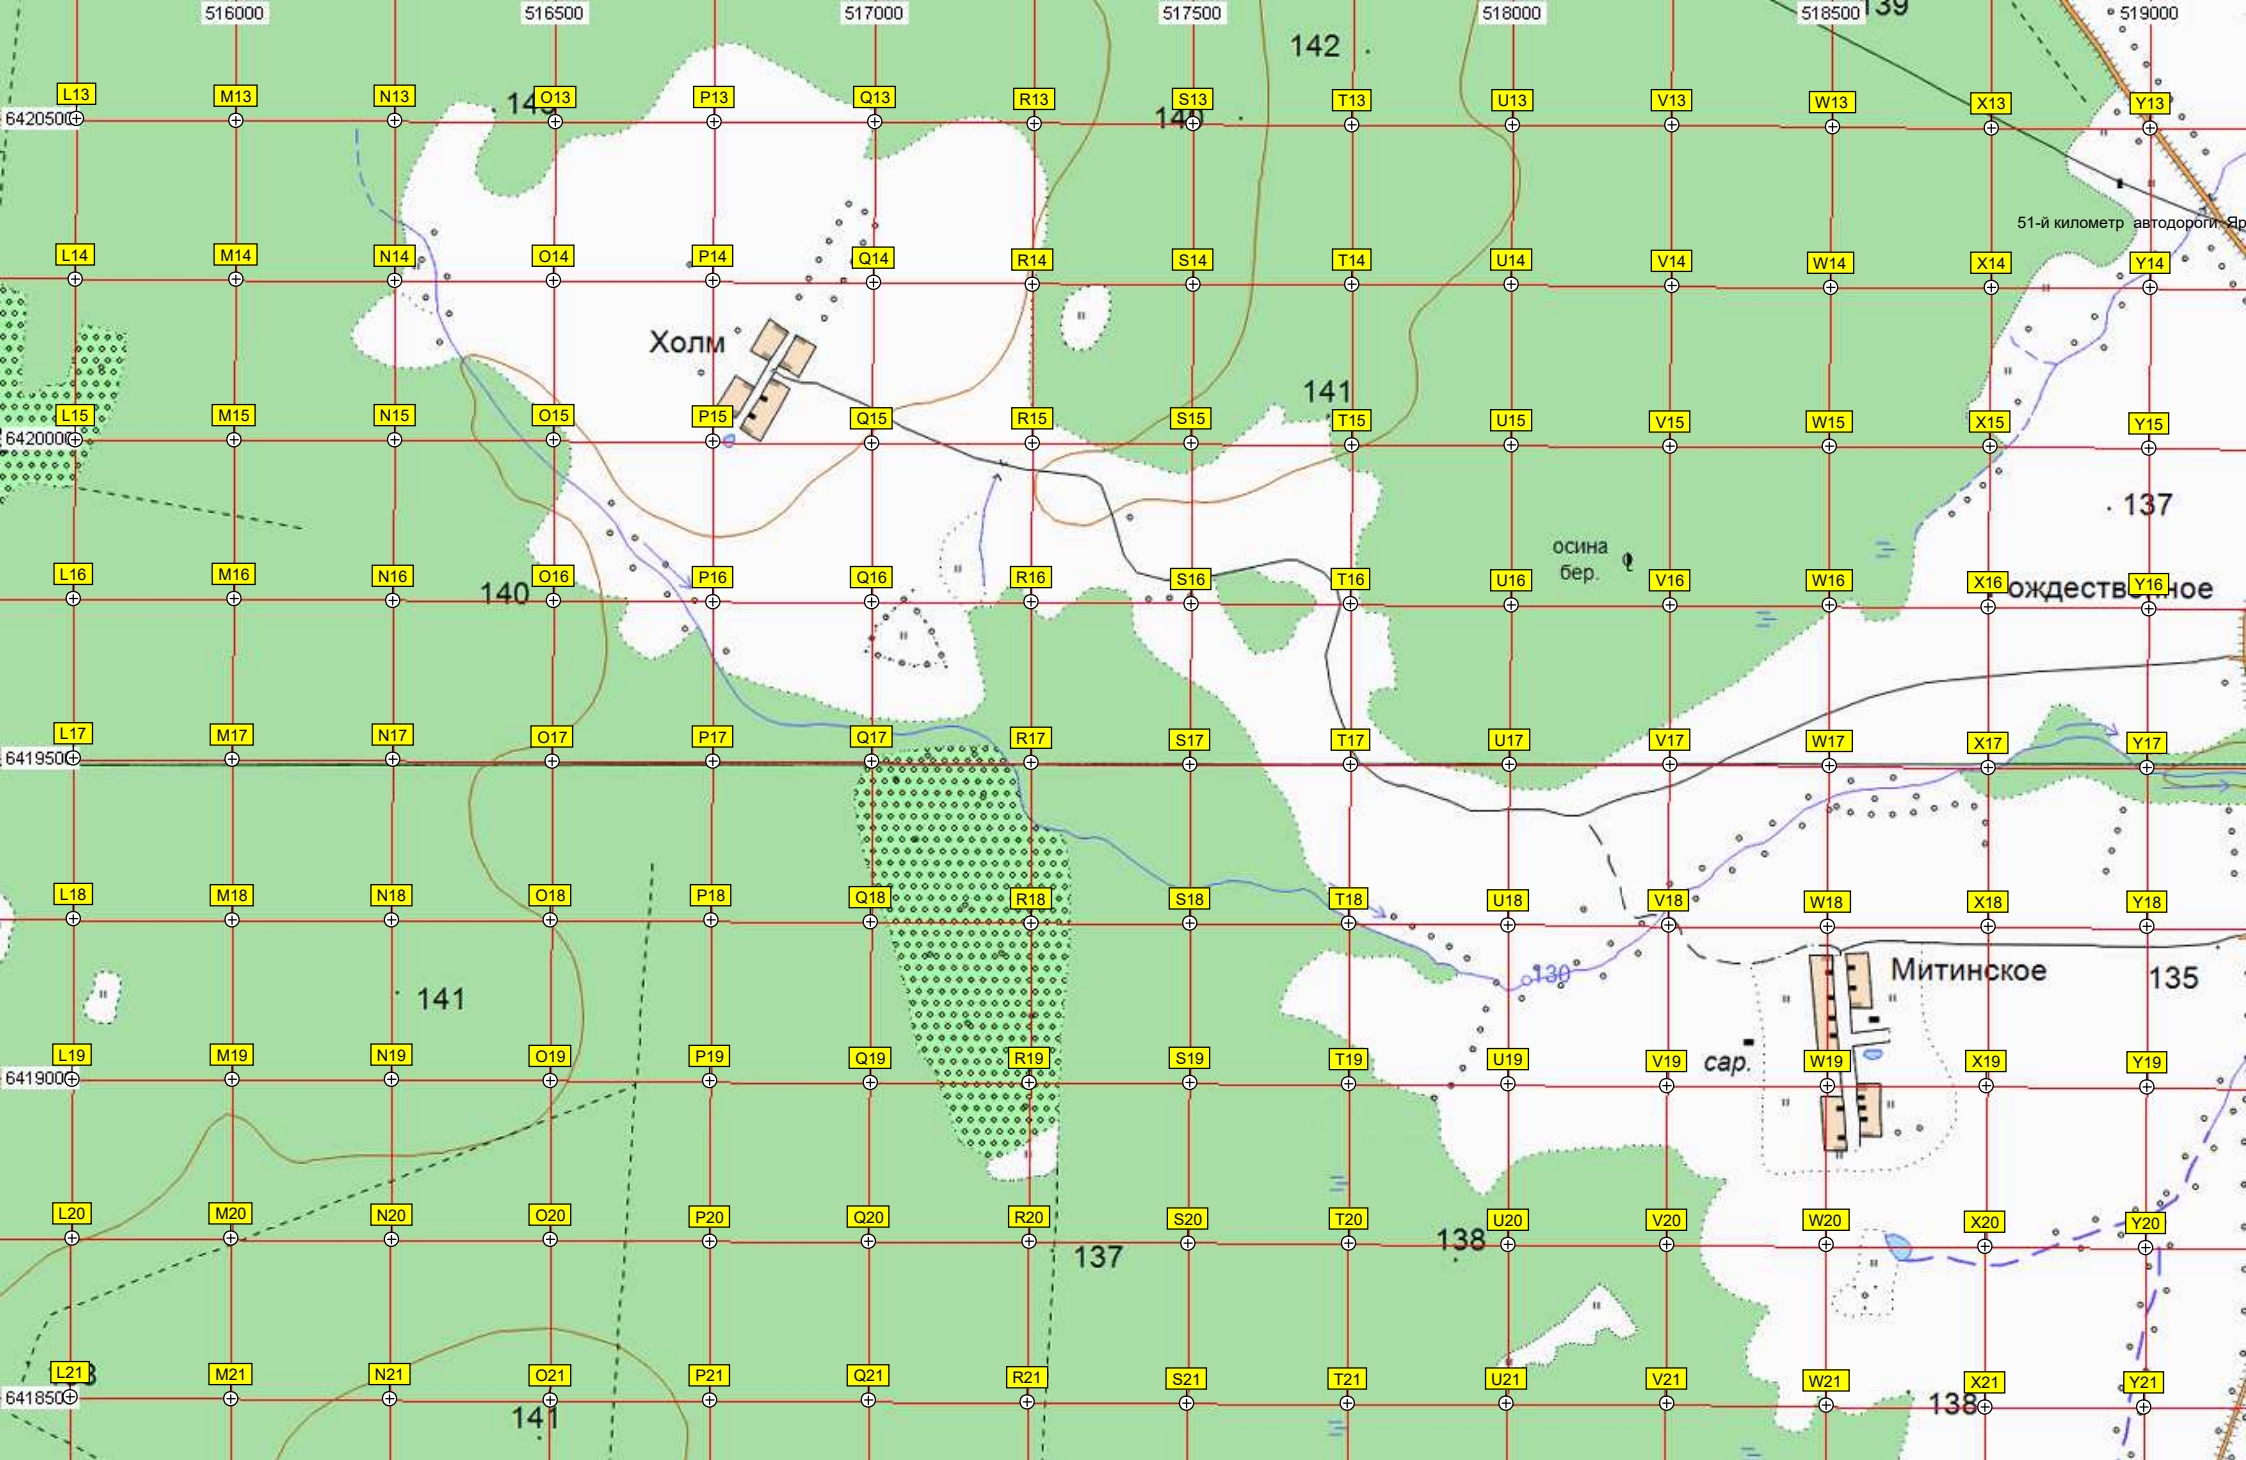 516000 516500 517000 517500 518000 518500 139 519000
142
L13 M13 N13 O13 P13 Q13 R13 S13 T13 U13 V13 W13 X13 Y13
6420500
140
51-й километр автодороги Яр
L14 M14 N14 O14 P14 Q14 R14 S14 T14 U14 V14 W14 X14 Y14
Холм
141
L15 M15 N15 O15 P15 Q15 R15 S15 T15 U15 V15 W15 X15 Y15
6420000
137
осина
бер.
L16 M16 N16 O16 P16 Q16 R16 S16 T16 U16 V16 W16 X16 Y16
140
L17 M17 N17 O17 P17 Q17 R17 S17 T17 U17 V17 W17 X17 Y17
6419500
L18 M18 N18 O18 P18 Q18 R18 S18 T18 U18 V18 W18 X18 Y18
130 Митинское 135
141
L19 M19 N19 O19 P19 Q19 R19 S19 T19 U19 V19 W19 X19 Y19
6419000 сар.
L20 M20 N20 O20 P20 Q20 R20 S20 T20 U20 V20 W20 X20 Y20
137 138
L21 M21 N21 O21 P21 Q21 R21 S21 T21 U21 V21 W21 X21 Y21
6418500
141 138